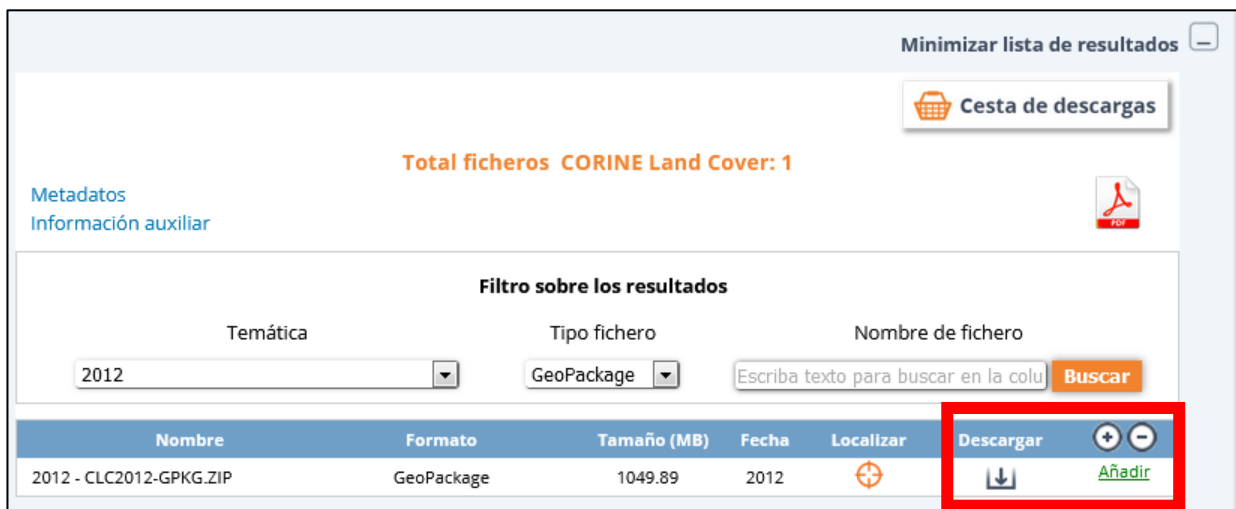 Minimizar lista de resultados
Cesta de descargas
Total ficheros CORINE Land Cover: 1
Metadatos
Información auxiliar
PDF
Filtro sobre los resultados
Temática Tipo fichero Nombre de fichero
2012 GeoPackage Escriba texto para buscar en la colu Buscar
Nombre Formato Tamaño (MB) Fecha Localizar Descargar
2012 - CLC2012-GPKG.ZIP GeoPackage 1049.89 2012 Añadir